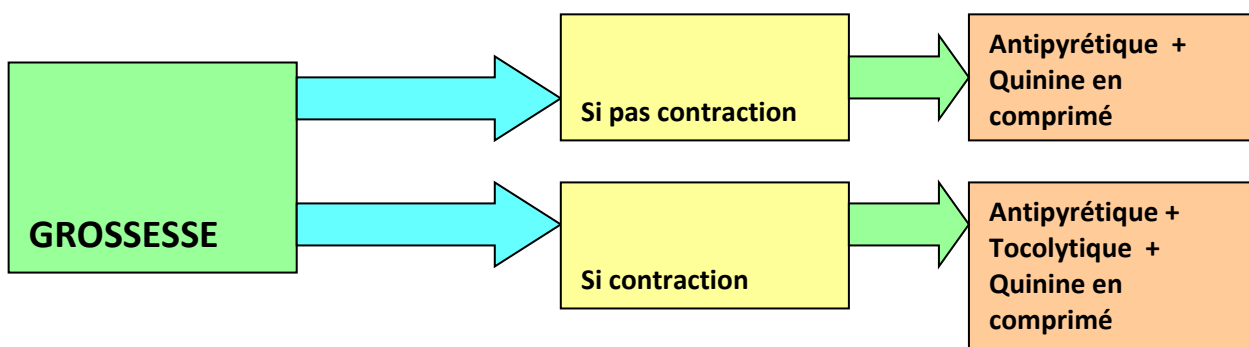 GROSSESSE
Si pas contraction
Antipyrétique +
Quinine en
comprimé
Si contraction
Antipyrétique +
Tocolytique +
Quinine en
comprimé